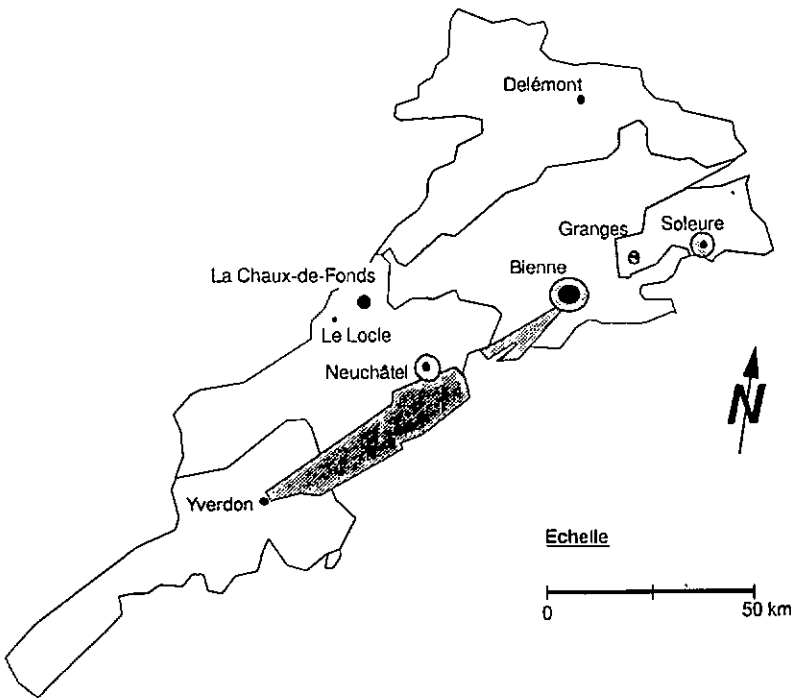 Delémont
Granges
Soleure
Bienne
La Chaux-de-Fonds
Le Locle
Neuchâtel
N
Yverdon
Echelle
0
50 km